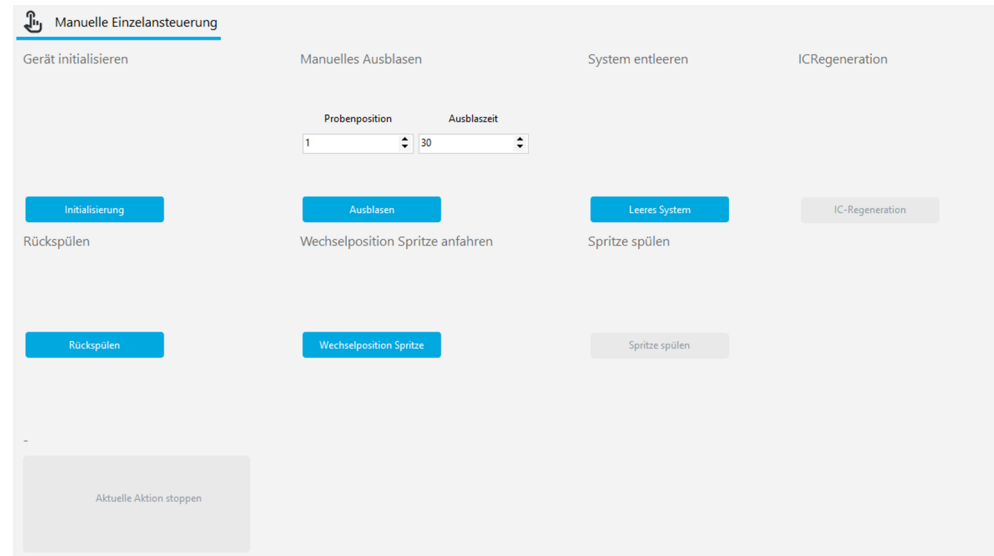 Manuelle Einzelansteuerung
Gerät initialisieren
Manuelles Ausblasen
System entleeren
ICRegeneration
Probenposition
Ausblaszeit
1
30
Initialisierung
Ausblasen
Leeres System
IC-Regeneration
Rückspülen
Wechselposition Spritze anfahren
Spritze spülen
Rückspülen
Wechselposition Spritze
Spritze spülen
-
Aktuelle Aktion stoppen